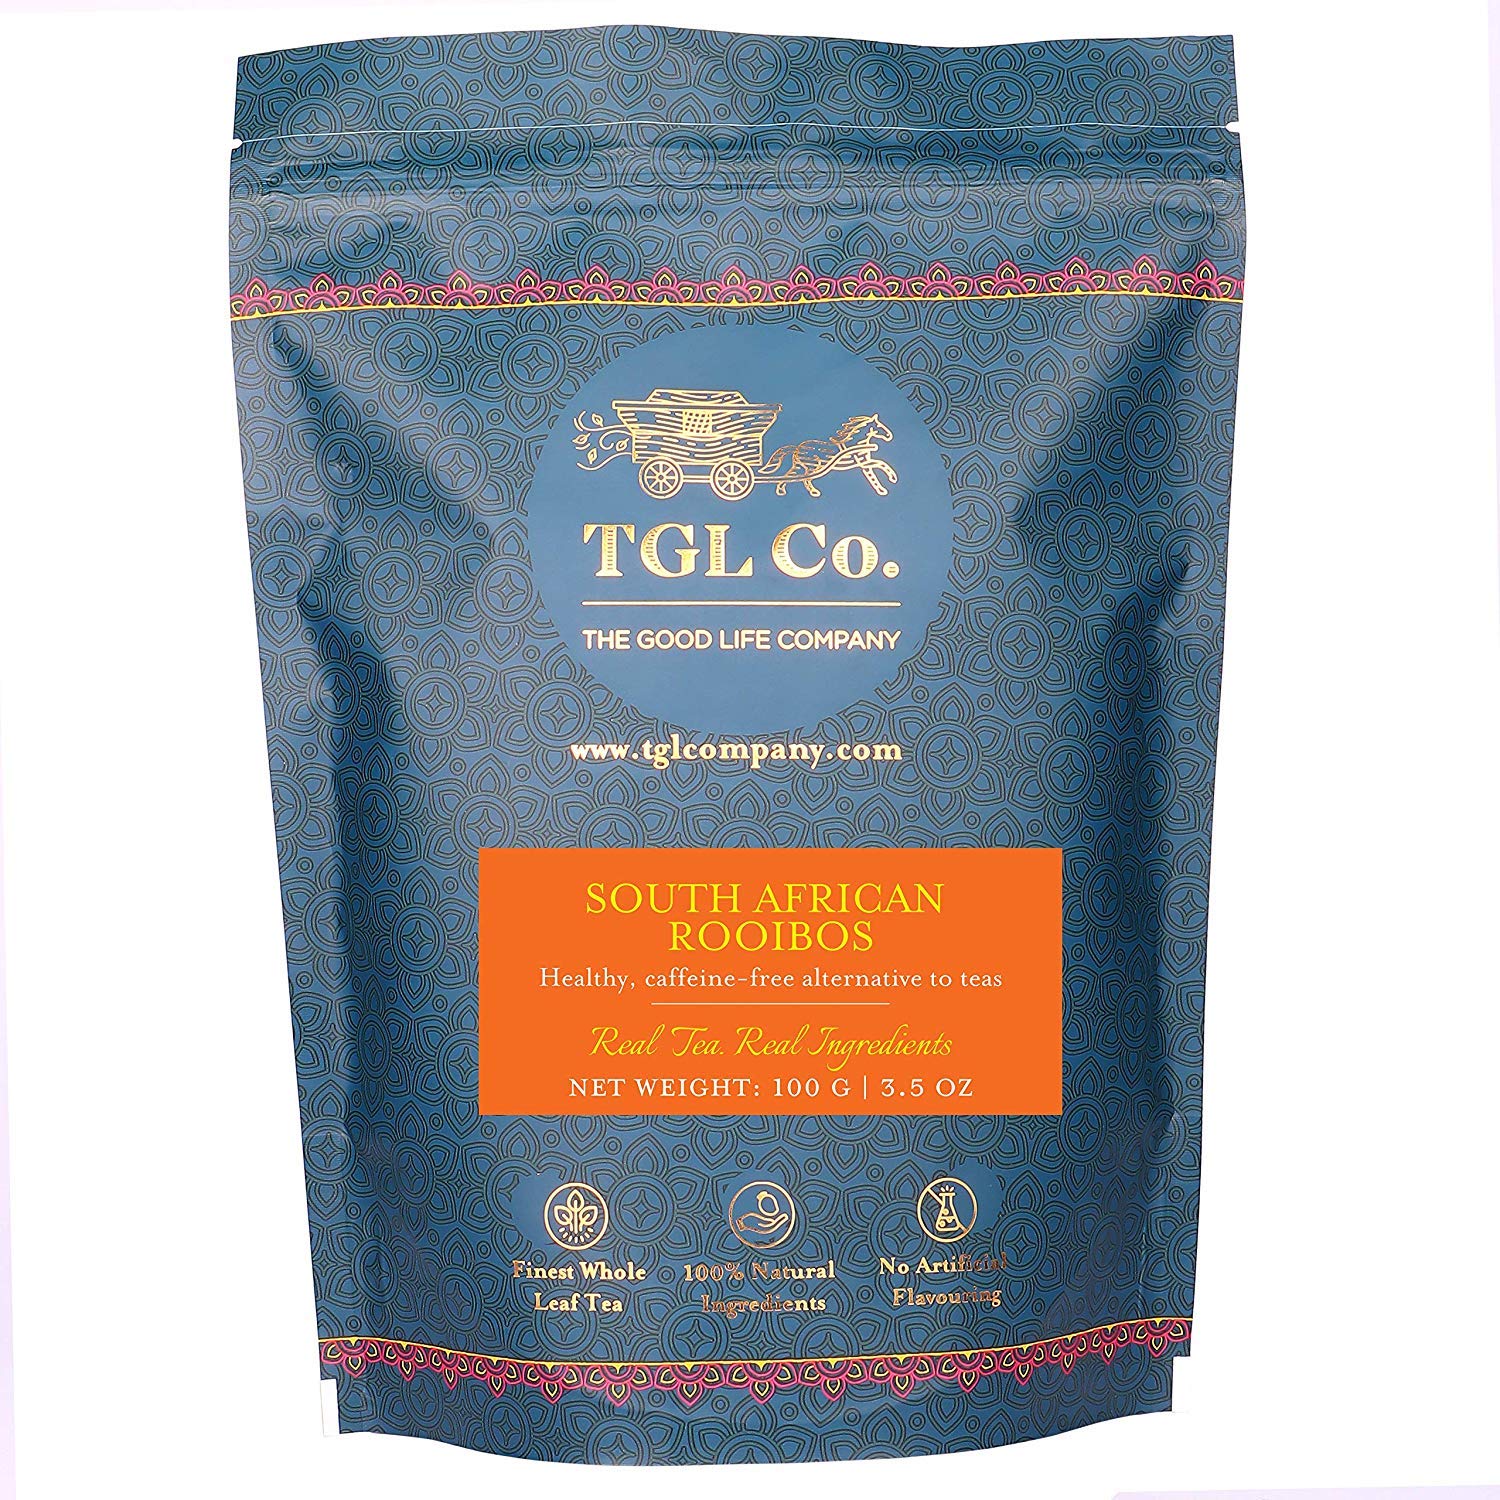 TGL Co.
THE GOOD LIFE COMPANY
www.tglcompany.com
SOUTH AFRICAN
ROOIBOS
Healthy, caffeine-free alternative to teas
Real Tea. Real Ingredients
NET WEIGHT: 100 G | 3.5 OZ
Finest Whole
Leaf Tea
100% Natural
Ingredients
No Artificial
Flavouring